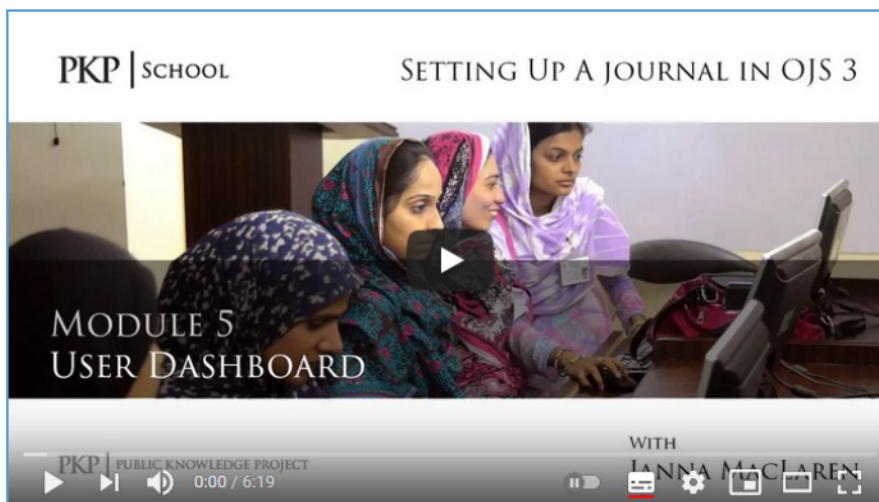 PKP | SCHOOL
SETTING UP A JOURNAL IN OJS 3
MODULE 5
USER DASHBOARD
WITH
PKP | PUBLIC KNOWLEDGE PROJECT
JANNA MACLAREN
0:00 / 6:19